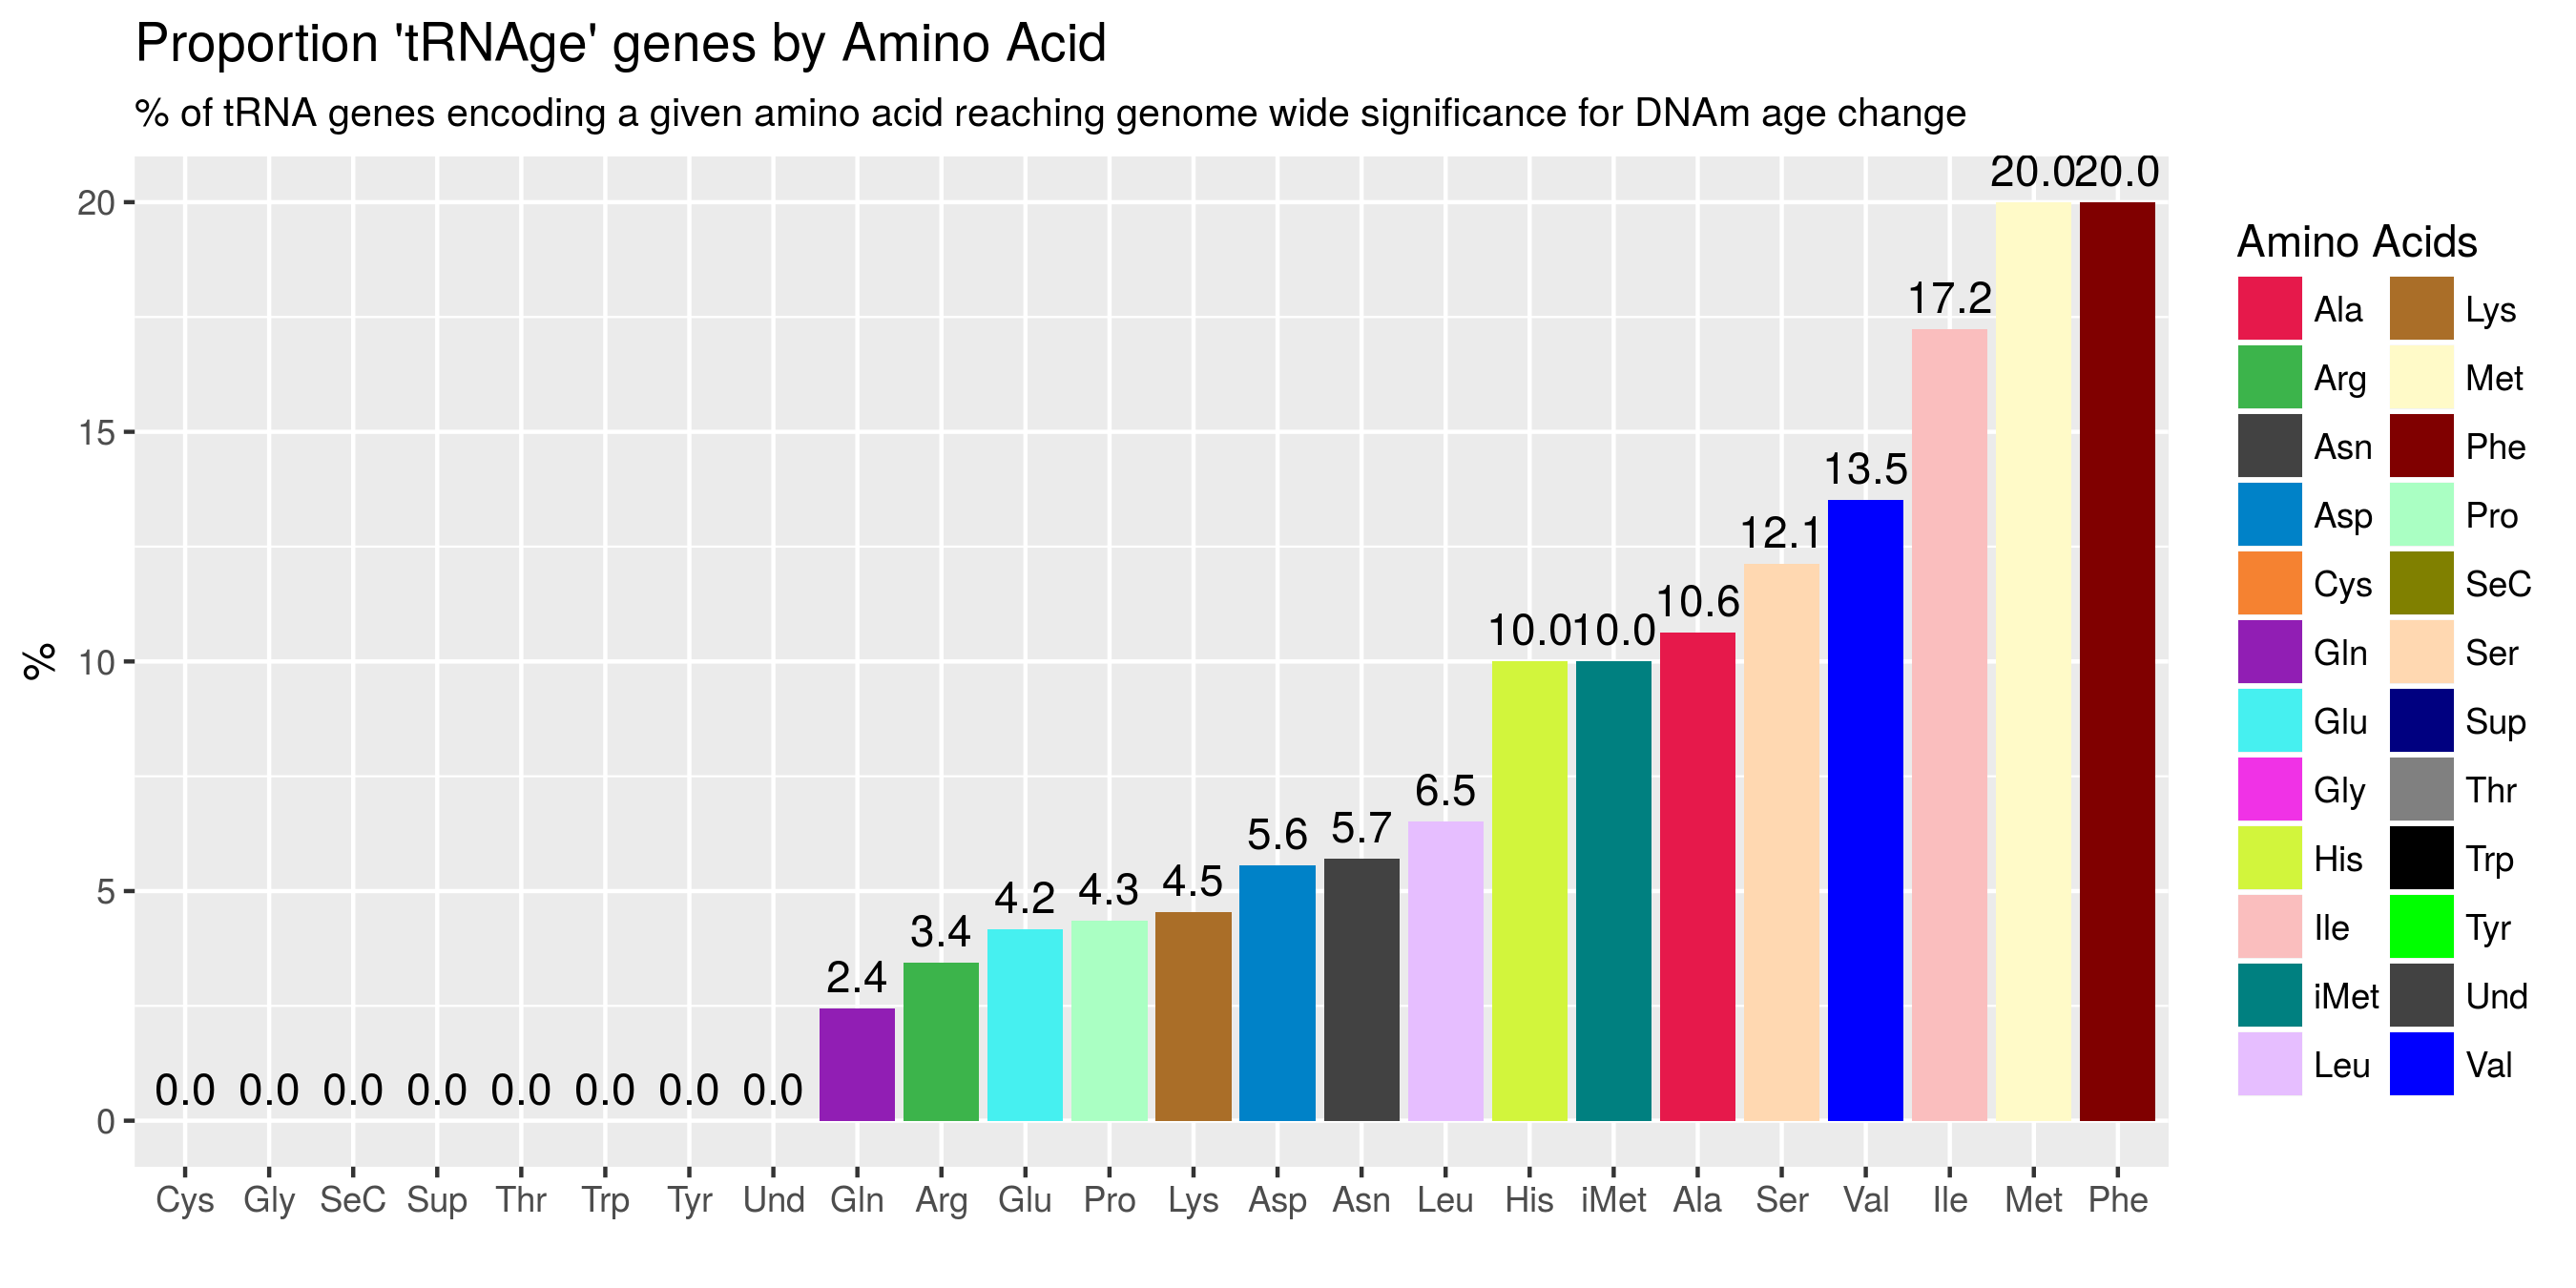 Proportion 'tRNAge' genes by Amino Acid
% of tRNA genes encoding a given amino acid reaching genome wide significance for DNAm age change
%
20
15
10
5
0
0.0 0.0 0.0 0.0 0.0 0.0 0.0 0.0 2.4 3.4 4.2 4.3 4.5 5.6 5.7 6.5 10.0 10.0 10.6 12.1 13.5 17.2 20.0 20.0
Cys Gly SeC Sup Thr Trp Tyr Und Gln Arg Glu Pro Lys Asp Asn Leu His iMet Ala Ser Val Ile Met Phe
Amino Acids
Ala Lys
Arg Met
Asn Phe
Asp Pro
Cys SeC
Gln Ser
Glu Sup
Gly Thr
His Trp
Ile Tyr
iMet Und
Leu Val